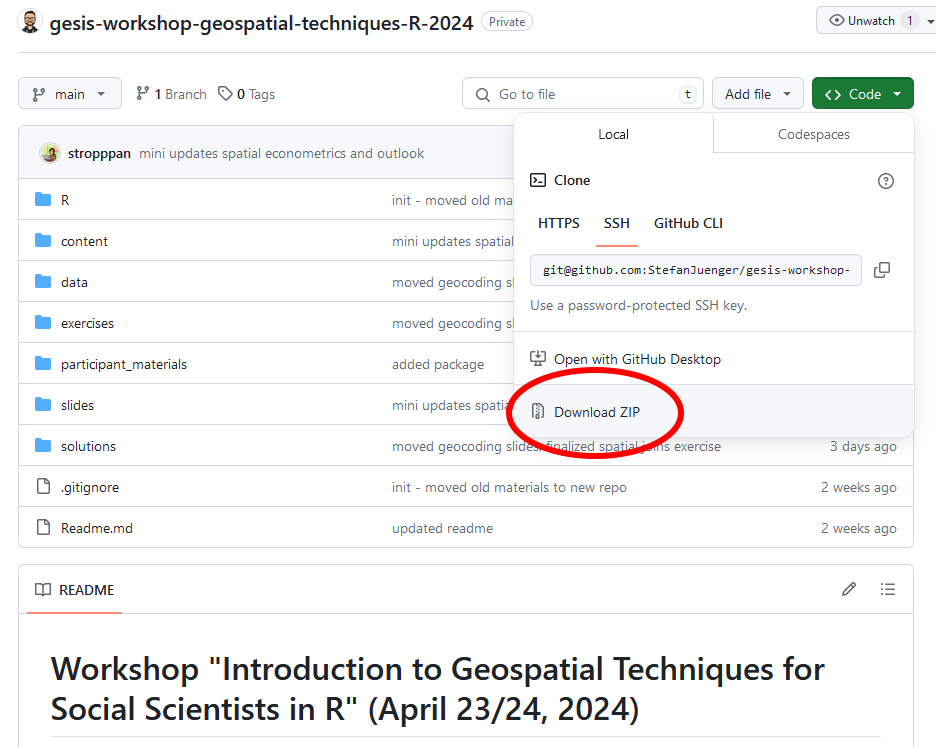 gesis-workshop-geospatial-techniques-R-2024 Private Unwatch 1
main 1 Branch 0 Tags Go to file t Add file Code
Local Codespaces
stropppan mini updates spatial econometrics and outlook
Clone
R init - moved old ma
HTTPS SSH GitHub CLI
content mini updates spatial
git@github.com:StefanJuenger/gesis-workshop-
data moved geocoding sl
Use a password-protected SSH key.
exercises moved geocoding sl
Open with GitHub Desktop
participant_materials added package
slides mini updates spatia
Download ZIP
solutions moved geocoding slides, finalized spatial joins exercise 3 days ago
.gitignore init - moved old materials to new repo 2 weeks ago
Readme.md updated readme 2 weeks ago
README
Workshop "Introduction to Geospatial Techniques for
Social Scientists in R" (April 23/24, 2024)